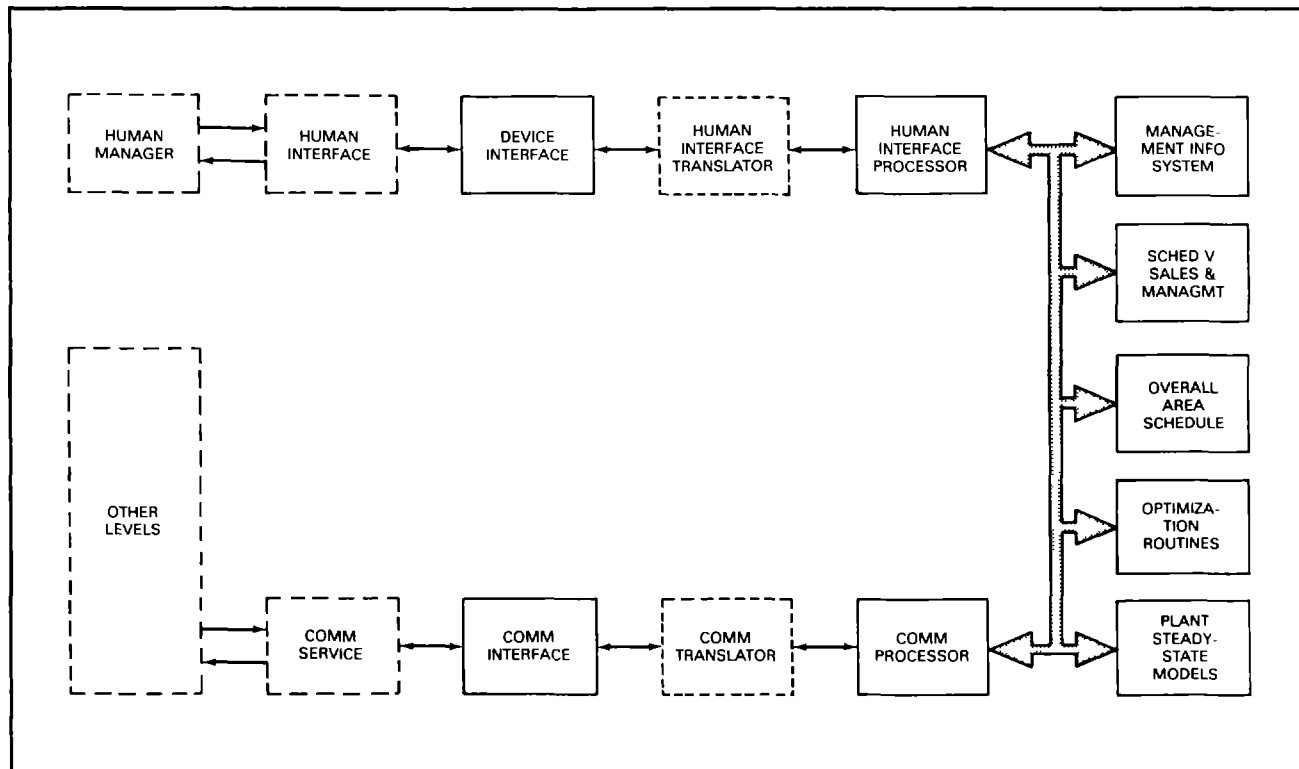 HUMAN
MANAGER
HUMAN
INTERFACE
DEVICE
INTERFACE
HUMAN
INTERFACE
TRANSLATOR
HUMAN
INTERFACE
PROCESSOR
MANAGE-
MENT INFO
SYSTEM
SCHED V
SALES &
MANAGMT
OVERALL
AREA
SCHEDULE
OTHER
LEVELS
OPTIMIZA-
TION
ROUTINES
COMM
SERVICE
COMM
INTERFACE
COMM
TRANSLATOR
COMM
PROCESSOR
PLANT
STEADY-
STATE
MODELS